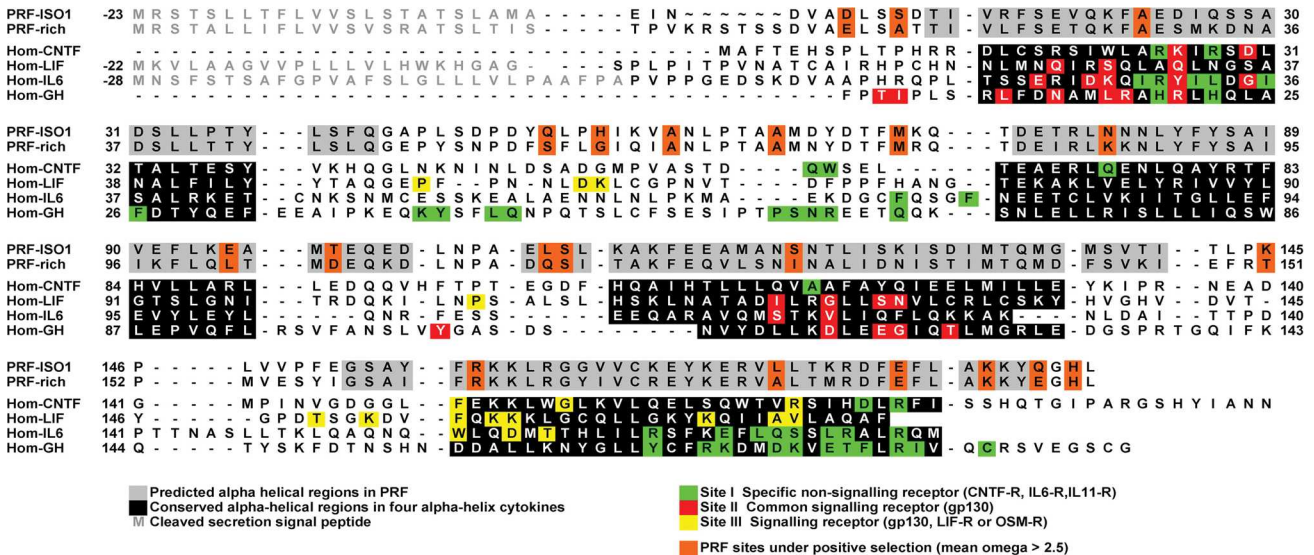 PRF-ISO1 -23 M R S T S L L T F L V V S L S T A T S L A M A - - - - - E I N ~ ~ ~ ~ ~ ~ D V A D L S S D T I - V R F S E V Q K F A E D I Q S S A 30
PRF-rich M R S T A L L I F L V V S V S R A T A S L T I S - - - - T P V K R S T S S D V A E L S A T T I - V L F S E T Q K F A E S M K D N A 36
Hom-CNTF - - - - - - - - - - - - - - - - - - - - - - - - - - - - - - - - - M A F T E H S P L T P H R R D L C S R S I W L A R K I R S D L 31
Hom-LIF -22 M K V L A A G V V P L L L V L H W K H G A G - - - - - S P L P I T P V N A T C A I R H P C H N N L M N Q I R S Q L A Q L N G S A 37
Hom-IL6 -28 M N S F S T S A F G P V A F S L G L L L V L P A A F P A P V P P G E D S K D V A A P H R Q P L T S S E R I D K Q I R Y I L D G I 36
Hom-GH - - - - - - - - - - - - - - - - - - - - - - - - - - - - - - - - - - - - - - - - F P T I P L S R L F D N A M L R A H R L H Q L A 25
PRF-ISO1 31 D S L L P T Y - - - L S F Q G A P L S D P D Y Q L P H I K V A N L P T A A M D Y D T F M K Q - - - T D E T R L N N N L Y F Y S A I 89
PRF-rich 37 D S L L T T Y - - - L S L Q G S P Y S N P D F S F L G I Q I A N L P T A A M N Y D T F M R Q - - - T D E I K L K N N L Y F Y S A I 95
Hom-CNTF 32 T A L T E S Y - - - V K H Q G L - N K N I N L D S A D G M P V A S T D - - Q W S E L - - - - - T E A E R L Q E N L Q A Y R T F 83
Hom-LIF 38 N A L F I L Y - - - Y T A Q G E P F - - P N - N L D K L C G P N V T - - - D F P P F H A N G - - - T E K A K L V E L Y R I V V Y L 90
Hom-IL6 37 S A L R K E T - - - C N K S N M C E S S K E A L A E N N L N L P K M A - - - - E K D G C F Q S G F - N E E T C L V K I I T G L L E F 94
Hom-GH 26 F D T Y Q E F - E E A I P K E Q K Y S F L Q N P Q T S L C F S E S I P T P S N R E E T Q Q K - - - S N L E L L R I S L L L I Q S W 86
PRF-ISO1 90 V E F L K E A - - - M T E Q E D - L N P A - E L S L - K A K F E E A M A N S N T L I S K I S D I M T Q M G - M S V T I - - T L P K 145
PRF-rich 96 I K F L Q L T - - - M D E Q K D - L N P A - D Q S I - T A K F E Q V L S N I N A L I D N I S T I M T Q M D - F S V K I - - E F R T 151
Hom-CNTF 84 H V L L A R L - - L E D Q Q V H F T P T - E G D F - H Q A I H T L L L Q V A A F A Y Q I E E L M I L L E - Y K I P R - N E A D 140
Hom-LIF 91 G T S L G N I - - - T R D Q K I - L N P S - A L S L - H S K L N A T A D I L R G L L S N V L C R L C S K Y - H V G H V - D V T - 145
Hom-IL6 95 E V Y L E Y L - - - - - Q N R - F E S S - - - - - E E Q A R A V Q M S T K V L I Q F L Q K K A K - - N L D A I - - T T P D 140
Hom-GH 87 L E P V Q F L - R S V F A N S L V Y G A S - D S - - - - - - N V Y D L L K D L E E G I Q T L M G R L E - D G S P R T G Q I F K 143
PRF-ISO1 146 P - - - - - L V V P F E G S A Y - - F R K K L R G G V V C K E Y K E R V L L T K R D F E F L - A K K Y Q G H L
PRF-rich 152 P - - - - - M V E S Y I G S A I - - F R K K L R G Y I V C R E Y K E R V A L T M R D F E F L - A K K Y E G H L
Hom-CNTF 141 G - - - - - M P I N V G D G G L - - F E K K L W G L K V L Q E L S Q W T V R S I H D L R F I - S S H Q T G I P A R G S H Y I A N N
Hom-LIF 146 Y - - - - - G P D T S G K D V - - F Q K K K L G C Q L L G K Y K Q I I A V L A Q A F
Hom-IL6 141 P T T N A S L L T K L Q A Q N Q - - W L Q D M T T H L I L R S F K E F L Q S S L R A L R Q M
Hom-GH 144 Q - - - - - T Y S K F D T N S H N - D D A L L K N Y G L L Y C F R K D M D K V E T F L R I V - Q C R S V E G S C G
Predicted alpha helical regions in PRF
Conserved alpha-helical regions in four alpha-helix cytokines
M Cleaved secretion signal peptide
Site I Specific non-signalling receptor (CNTF-R, IL6-R,IL11-R)
Site II Common signalling receptor (gp130)
Site III Signalling receptor (gp130, LIF-R or OSM-R)
PRF sites under positive selection (mean omega > 2.5)